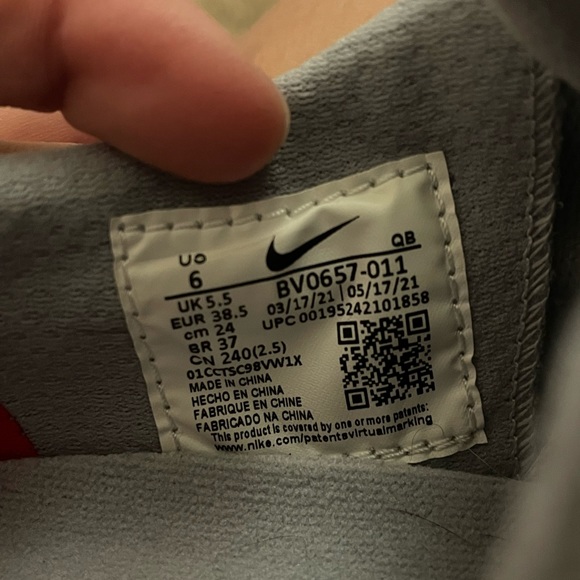 US QB
6
BV0657-011
UK 5.5 03/17/21 | 05/17/21
EUR 38.5 UPC 00195242101858
cm 24
BR 37
CN 240(2.5)
01CCTSC98VW1X
MADE IN CHINA
HECHO EN CHINA
FABRIQUE EN CHINE
FABRICADO NA CHINA
This product is covered by one or more patents:
www.nike.com/patentsvirtualmarking